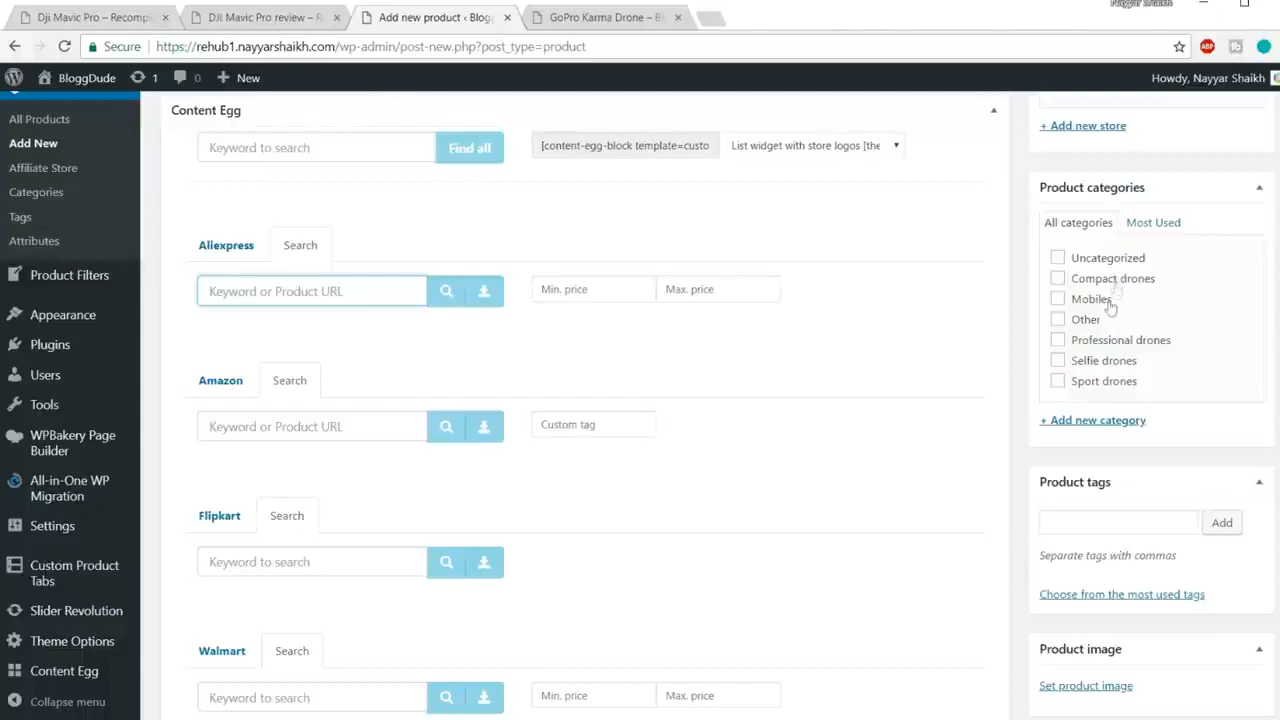 Dji Mavic Pro – Recomp
DJI Mavic Pro review – R
Add new product ‹ Blogg
GoPro Karma Drone – Bl
Nayyar Shaikh
Secure
https://rehub1.nayyarshaikh.com/wp-admin/post-new.php?post_type=product
ABP
BloggDude
1
0
New
Howdy, Nayyar Shaikh
All Products
Add New
Affiliate Store
Categories
Tags
Attributes
Product Filters
Appearance
Plugins
Users
Tools
WPBakery Page
Builder
All-in-One WP
Migration
Settings
Custom Product
Tabs
Slider Revolution
Theme Options
Content Egg
Collapse menu
Content Egg
Keyword to search
Find all
[content-egg-block template=custo
List widget with store logos [the
Aliexpress
Search
Keyword or Product URL
Min. price
Max. price
Amazon
Search
Keyword or Product URL
Custom tag
Flipkart
Search
Keyword to search
Walmart
Search
Keyword to search
Min. price
Max. price
+ Add new store
Product categories
All categories
Most Used
Uncategorized
Compact drones
Mobiles
Other
Professional drones
Selfie drones
Sport drones
+ Add new category
Product tags
Add
Separate tags with commas
Choose from the most used tags
Product image
Set product image